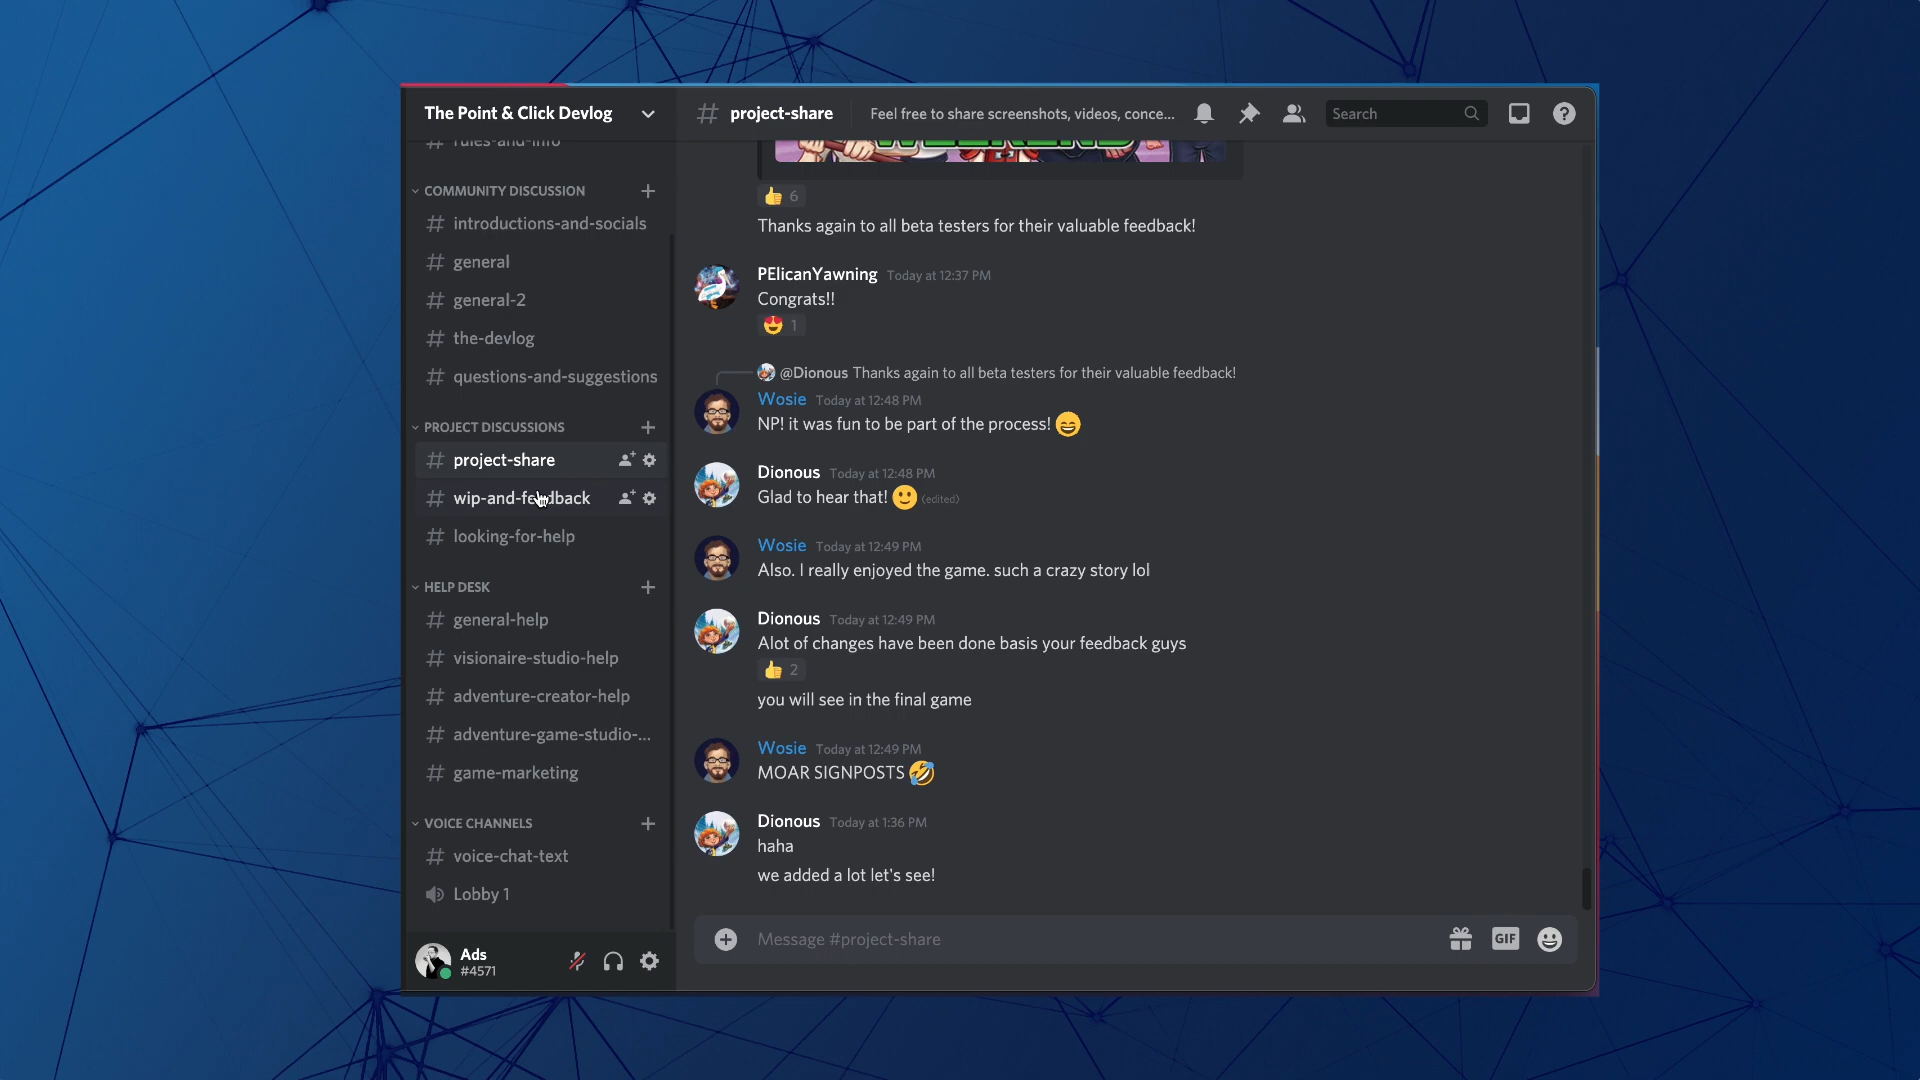 The Point & Click Devlog
rules-and-info
COMMUNITY DISCUSSION
introductions-and-socials
general
general-2
the-devlog
questions-and-suggestions
PROJECT DISCUSSIONS
project-share
wip-and-feedback
looking-for-help
HELP DESK
general-help
visionaire-studio-help
adventure-creator-help
adventure-game-studio-...
game-marketing
VOICE CHANNELS
voice-chat-text
Lobby 1
Ads
#4571
# project-share
Feel free to share screenshots, videos, conce...
Search
WEEKEND
6
Thanks again to all beta testers for their valuable feedback!
PElicanYawning Today at 12:37 PM
Congrats!!
1
@Dionous Thanks again to all beta testers for their valuable feedback!
Wosie Today at 12:48 PM
NP! it was fun to be part of the process! 😄
Dionous Today at 12:48 PM
Glad to hear that! 🙂 (edited)
Wosie Today at 12:49 PM
Also. I really enjoyed the game. such a crazy story lol
Dionous Today at 12:49 PM
Alot of changes have been done basis your feedback guys
2
you will see in the final game
Wosie Today at 12:49 PM
MOAR SIGNPOSTS 🤣
Dionous Today at 1:36 PM
haha
we added a lot let's see!
Message #project-share
GIF